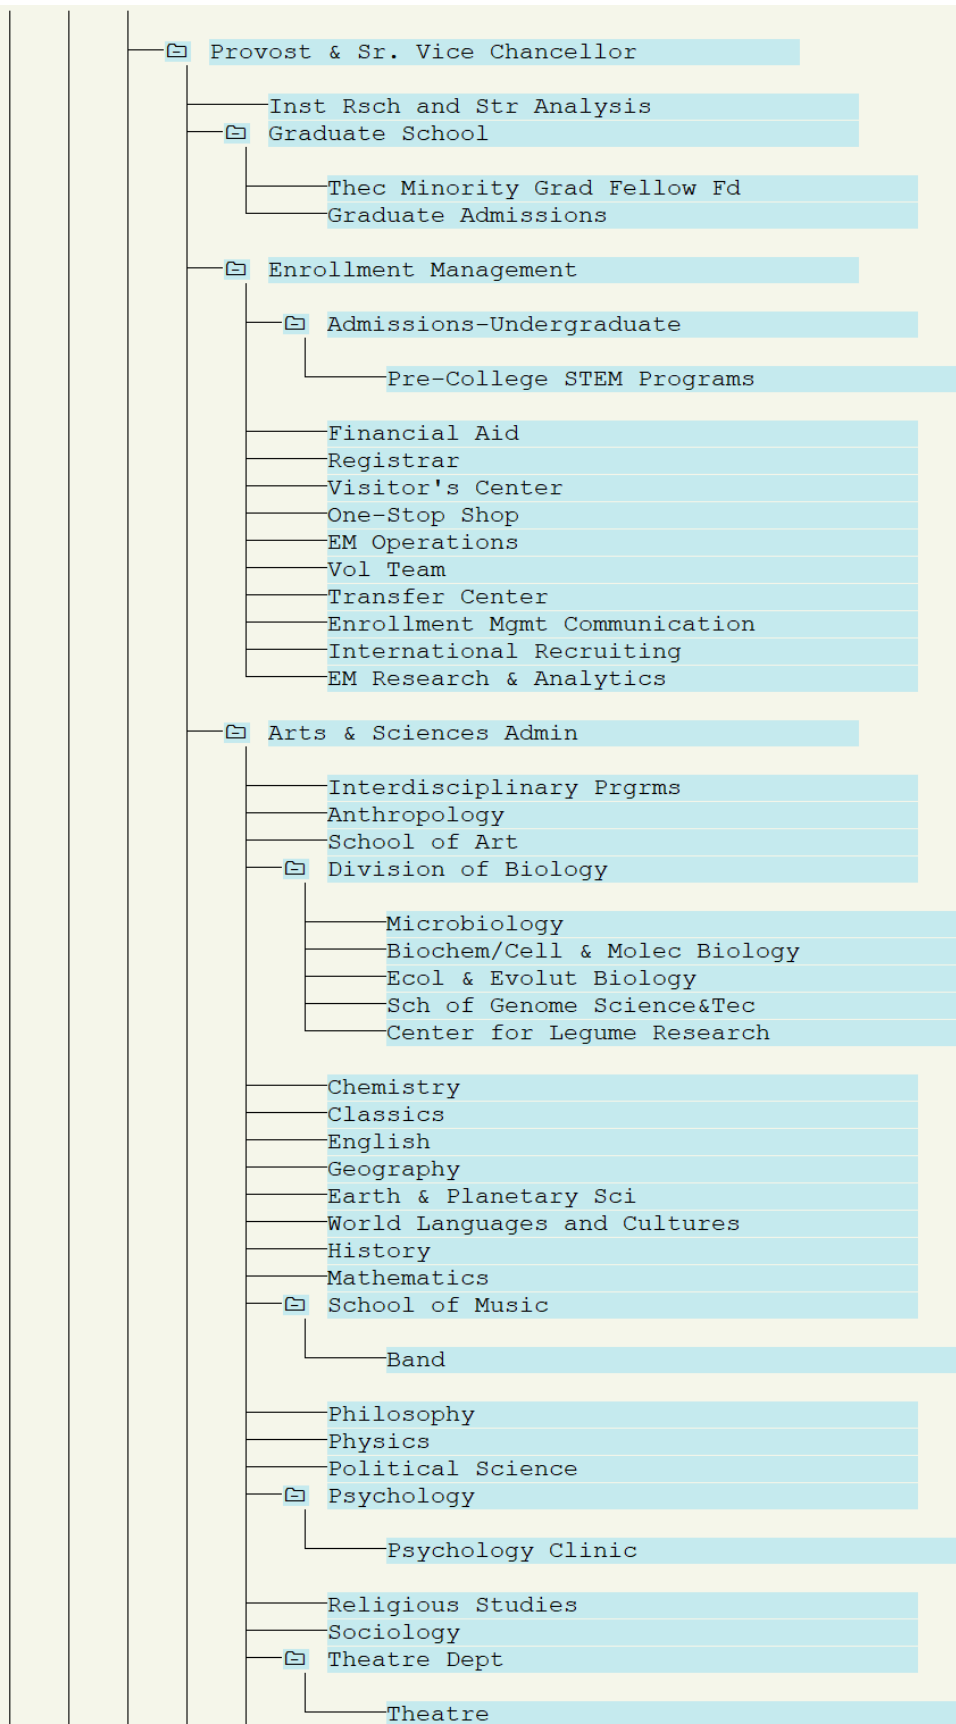 Provost & Sr. Vice Chancellor
Inst Rsch and Str Analysis
Graduate School
Thec Minority Grad Fellow Fd
Graduate Admissions
Enrollment Management
Admissions-Undergraduate
Pre-College STEM Programs
Financial Aid
Registrar
Visitor's Center
One-Stop Shop
EM Operations
Vol Team
Transfer Center
Enrollment Mgmt Communication
International Recruiting
EM Research & Analytics
Arts & Sciences Admin
Interdisciplinary Prgrms
Anthropology
School of Art
Division of Biology
Microbiology
Biochem/Cell & Molec Biology
Ecol & Evolut Biology
Sch of Genome Science&Tec
Center for Legume Research
Chemistry
Classics
English
Geography
Earth & Planetary Sci
World Languages and Cultures
History
Mathematics
School of Music
Band
Philosophy
Physics
Political Science
Psychology
Psychology Clinic
Religious Studies
Sociology
Theatre Dept
Theatre